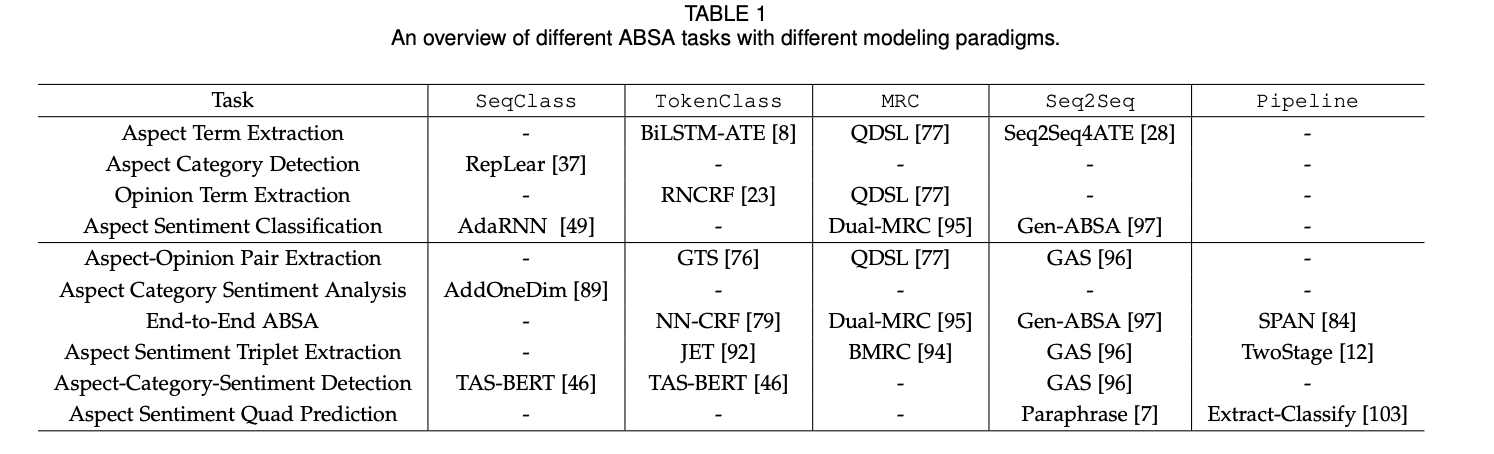 TABLE 1
An overview of different ABSA tasks with different modeling paradigms.
Task SeqClass TokenClass MRC Seq2Seq Pipeline
Aspect Term Extraction - BiLSTM-ATE [8] QDSL [77] Seq2Seq4ATE [28] -
Aspect Category Detection RepLear [37] - - - -
Opinion Term Extraction - RNCRF [23] QDSL [77] - -
Aspect Sentiment Classification AdaRNN [49] - Dual-MRC [95] Gen-ABSA [97] -
Aspect-Opinion Pair Extraction - GTS [76] QDSL [77] GAS [96] -
Aspect Category Sentiment Analysis AddOneDim [89] - - - -
End-to-End ABSA - NN-CRF [79] Dual-MRC [95] Gen-ABSA [97] SPAN [84]
Aspect Sentiment Triplet Extraction - JET [92] BMRC [94] GAS [96] TwoStage [12]
Aspect-Category-Sentiment Detection TAS-BERT [46] TAS-BERT [46] - GAS [96] -
Aspect Sentiment Quad Prediction - - - Paraphrase [7] Extract-Classify [103]